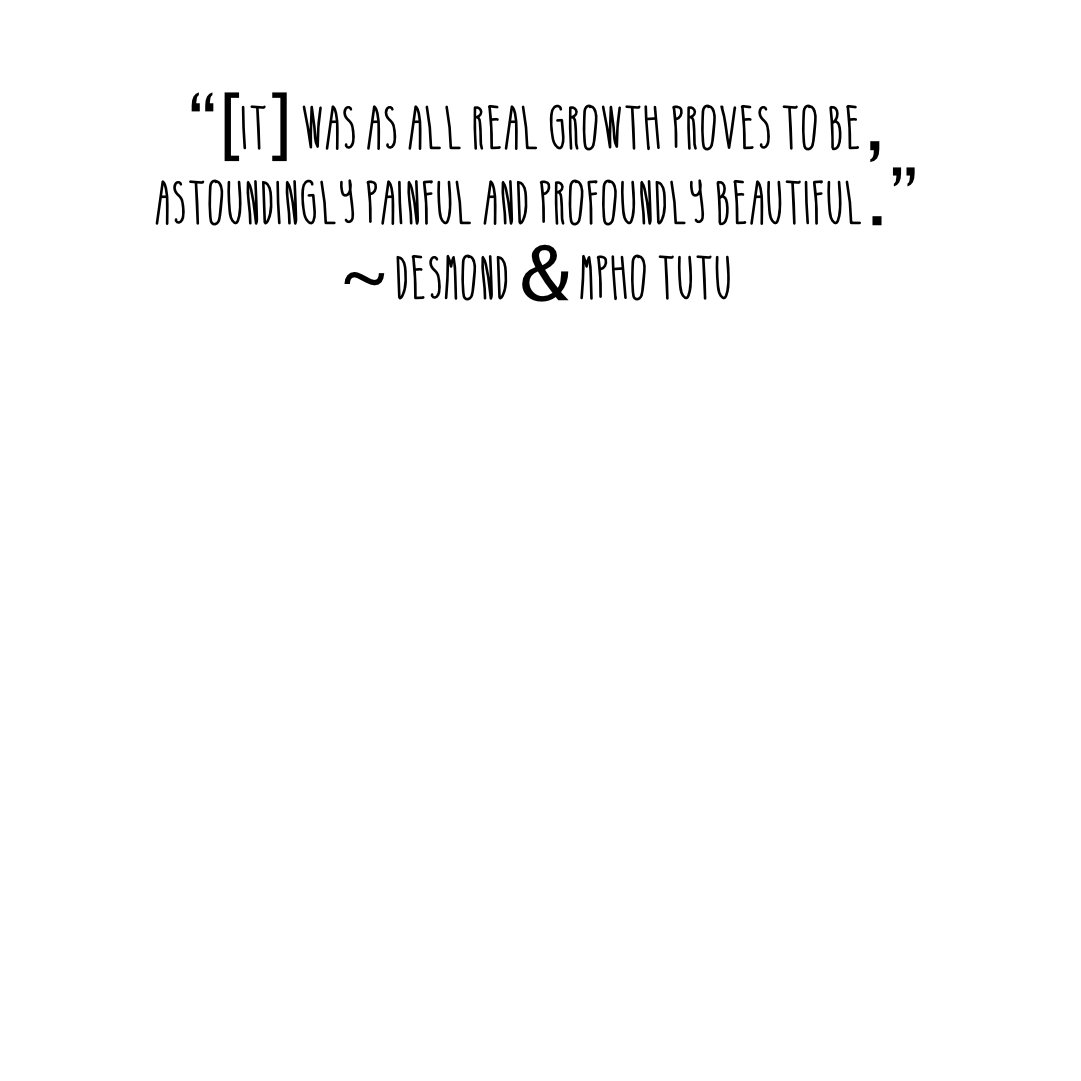 “[IT] WAS AS ALL REAL GROWTH PROVES TO BE,
ASTOUNDINGLY PAINFUL AND PROFOUNDLY BEAUTIFUL.”
~ DESMOND & MPHO TUTU